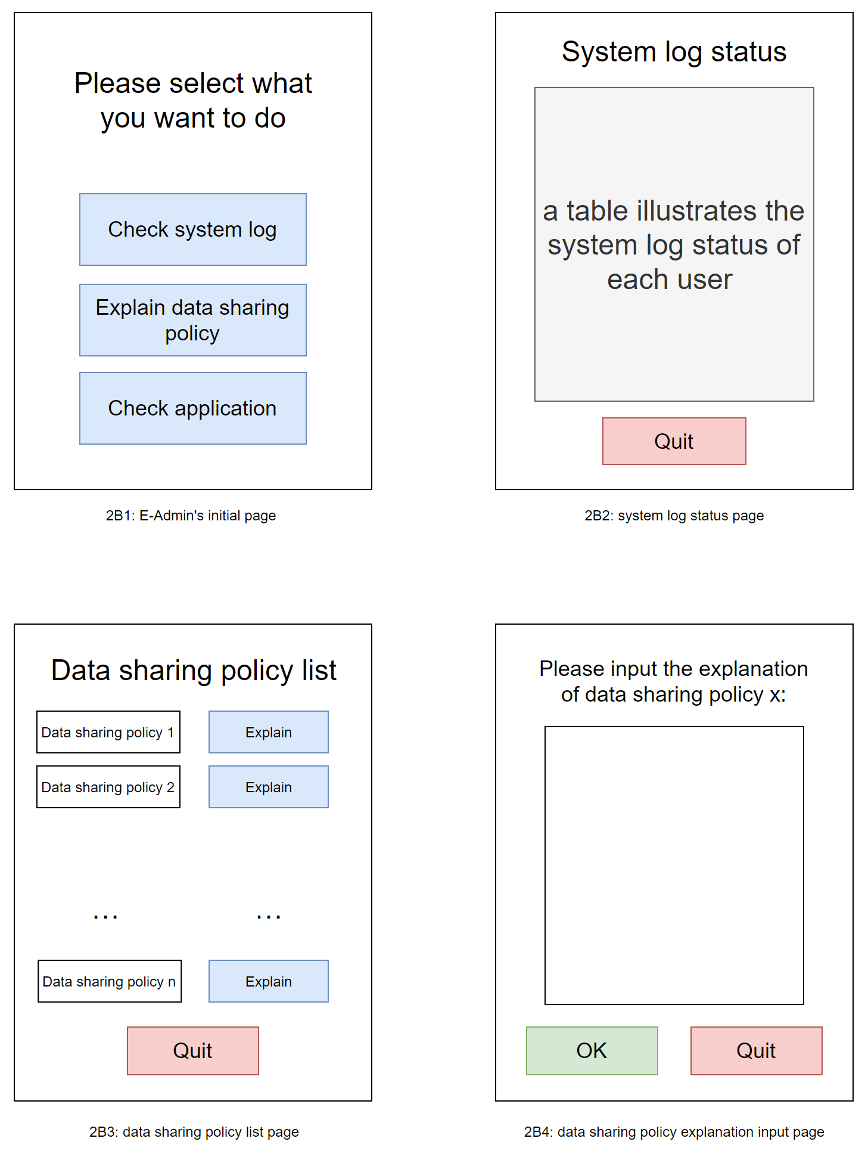 Please select what
you want to do
Check system log
Explain data sharing
policy
Check application
2B1: E-Admin's initial page
System log status
a table illustrates the
system log status of
each user
Quit
2B2: system log status page
Data sharing policy list
Data sharing policy 1
Explain
Data sharing policy 2
Explain
...
...
Data sharing policy n
Explain
Quit
2B3: data sharing policy list page
Please input the explanation
of data sharing policy x:
OK
Quit
2B4: data sharing policy explanation input page